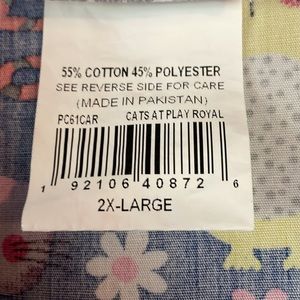 55% COTTON 45% POLYESTER
SEE REVERSE SIDE FOR CARE
(MADE IN PAKISTAN)
PC61CAR CATS AT PLAY ROYAL
1 92106 40872 6
2X-LARGE